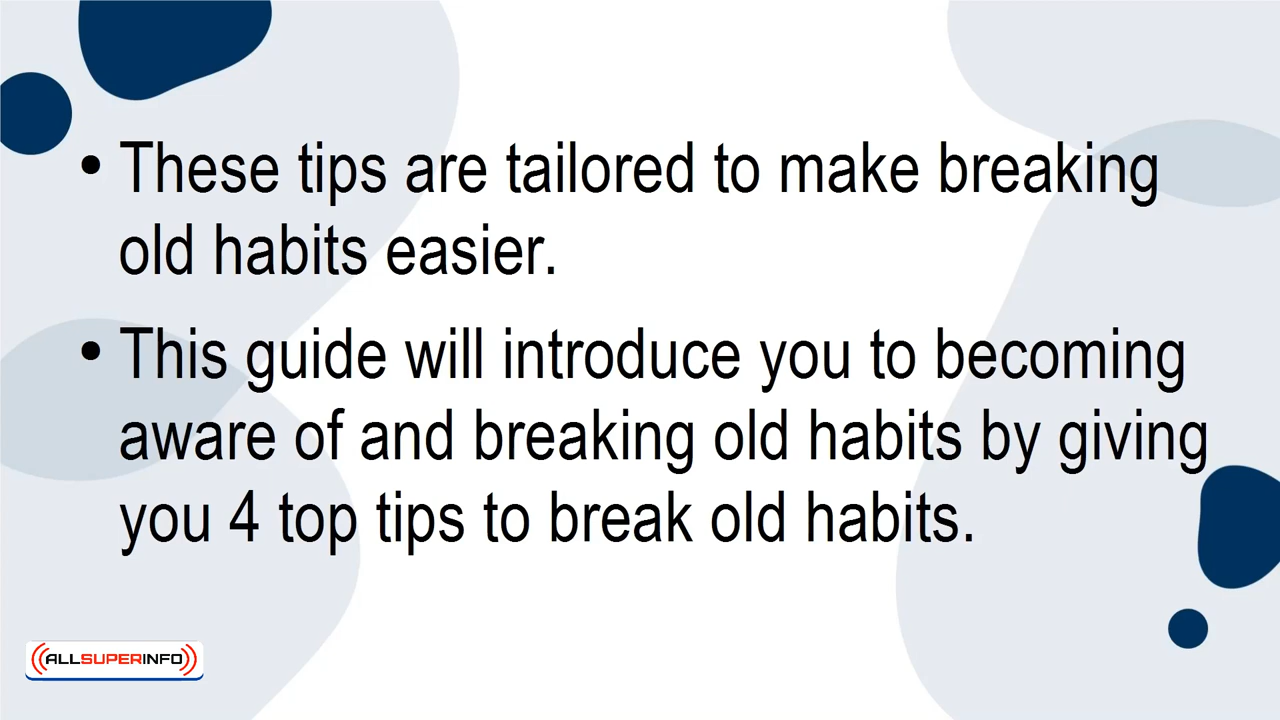 • These tips are tailored to make breaking
old habits easier.
• This guide will introduce you to becoming
aware of and breaking old habits by giving
you 4 top tips to break old habits.
ALLSUPERINFO